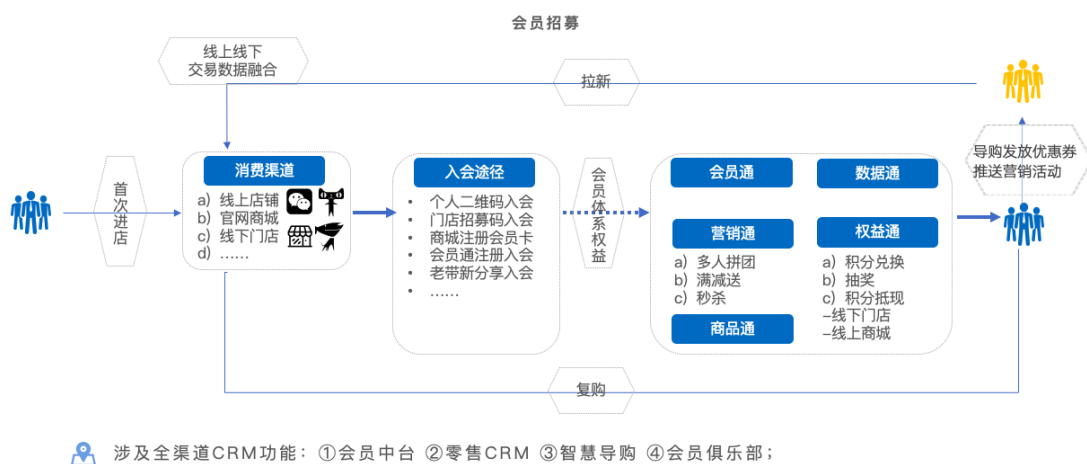 会员招募
线上线下
交易数据融合
拉新
首次进店
消费渠道
a) 线上店铺
b) 官网商城
c) 线下门店
d) ……
入会途径
• 个人二维码入会
• 门店招募码入会
• 商城注册会员卡
• 会员通注册入会
• 老带新分享入会
• ……
会员体系权益
会员通
数据通
营销通
a) 多人拼团
b) 满减送
c) 秒杀
商品通
权益通
a) 积分兑换
b) 抽奖
c) 积分抵现
–线下门店
–线上商城
导购发放优惠券
推送营销活动
复购
涉及全渠道CRM功能：①会员中台 ②零售CRM ③智慧导购 ④会员俱乐部；